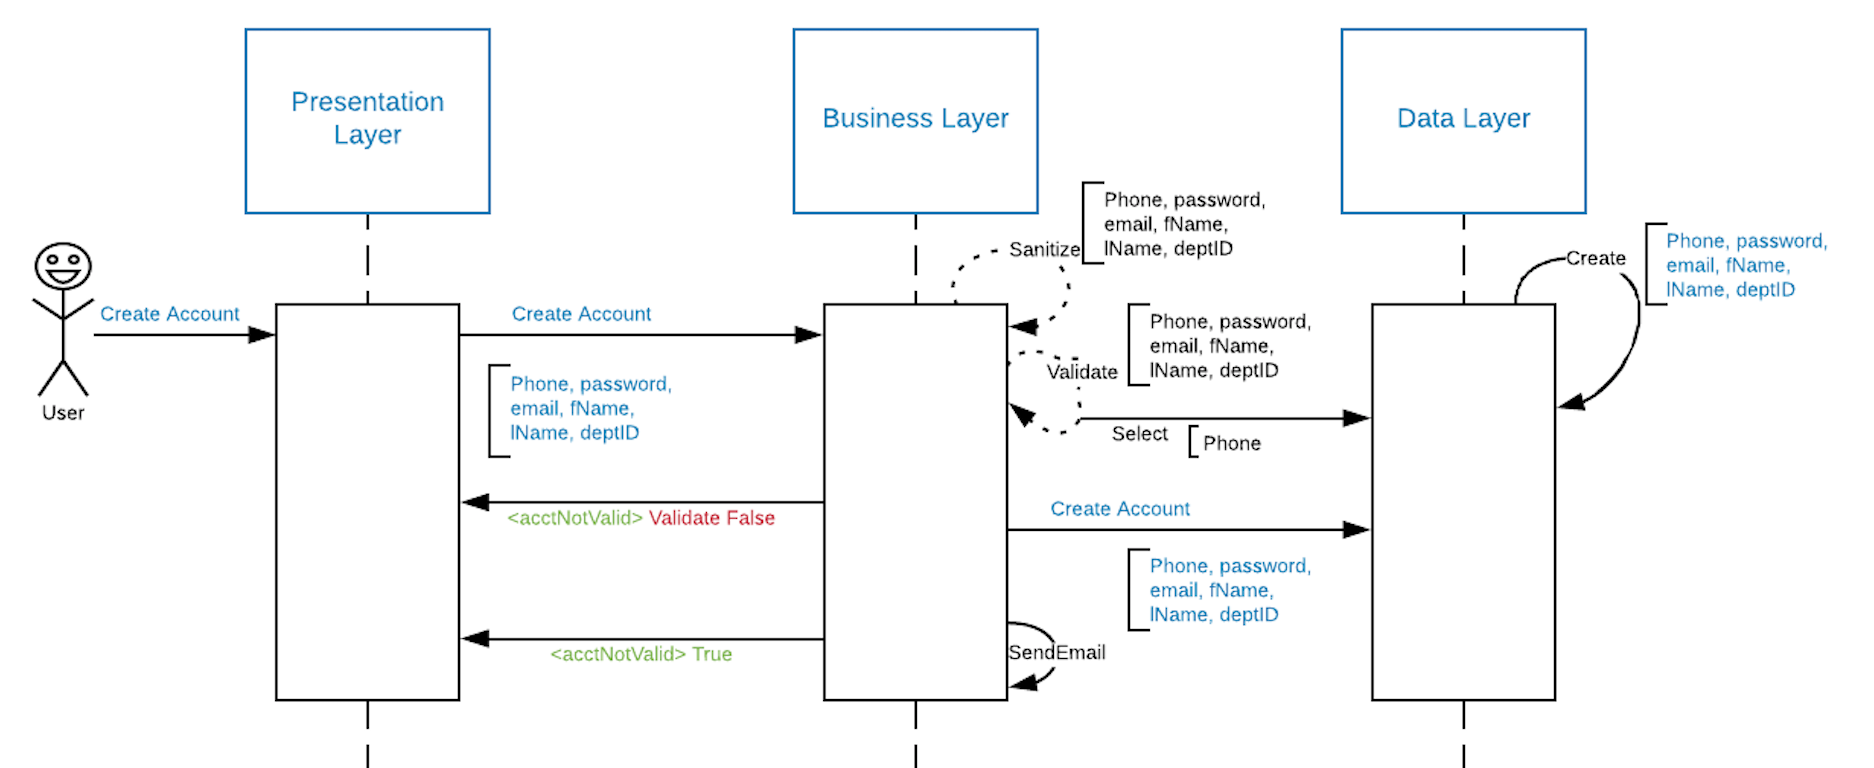 Presentation
Layer
Business Layer
Data Layer
Phone, password,
email, fName,
lName, deptID
Sanitize
Create
Phone, password,
email, fName,
lName, deptID
User
Create Account
Create Account
Phone, password,
email, fName,
lName, deptID
Validate
Phone, password,
email, fName,
lName, deptID
Select
Phone
<acctNotValid> Validate False
Create Account
Phone, password,
email, fName,
lName, deptID
<acctNotValid> True
SendEmail